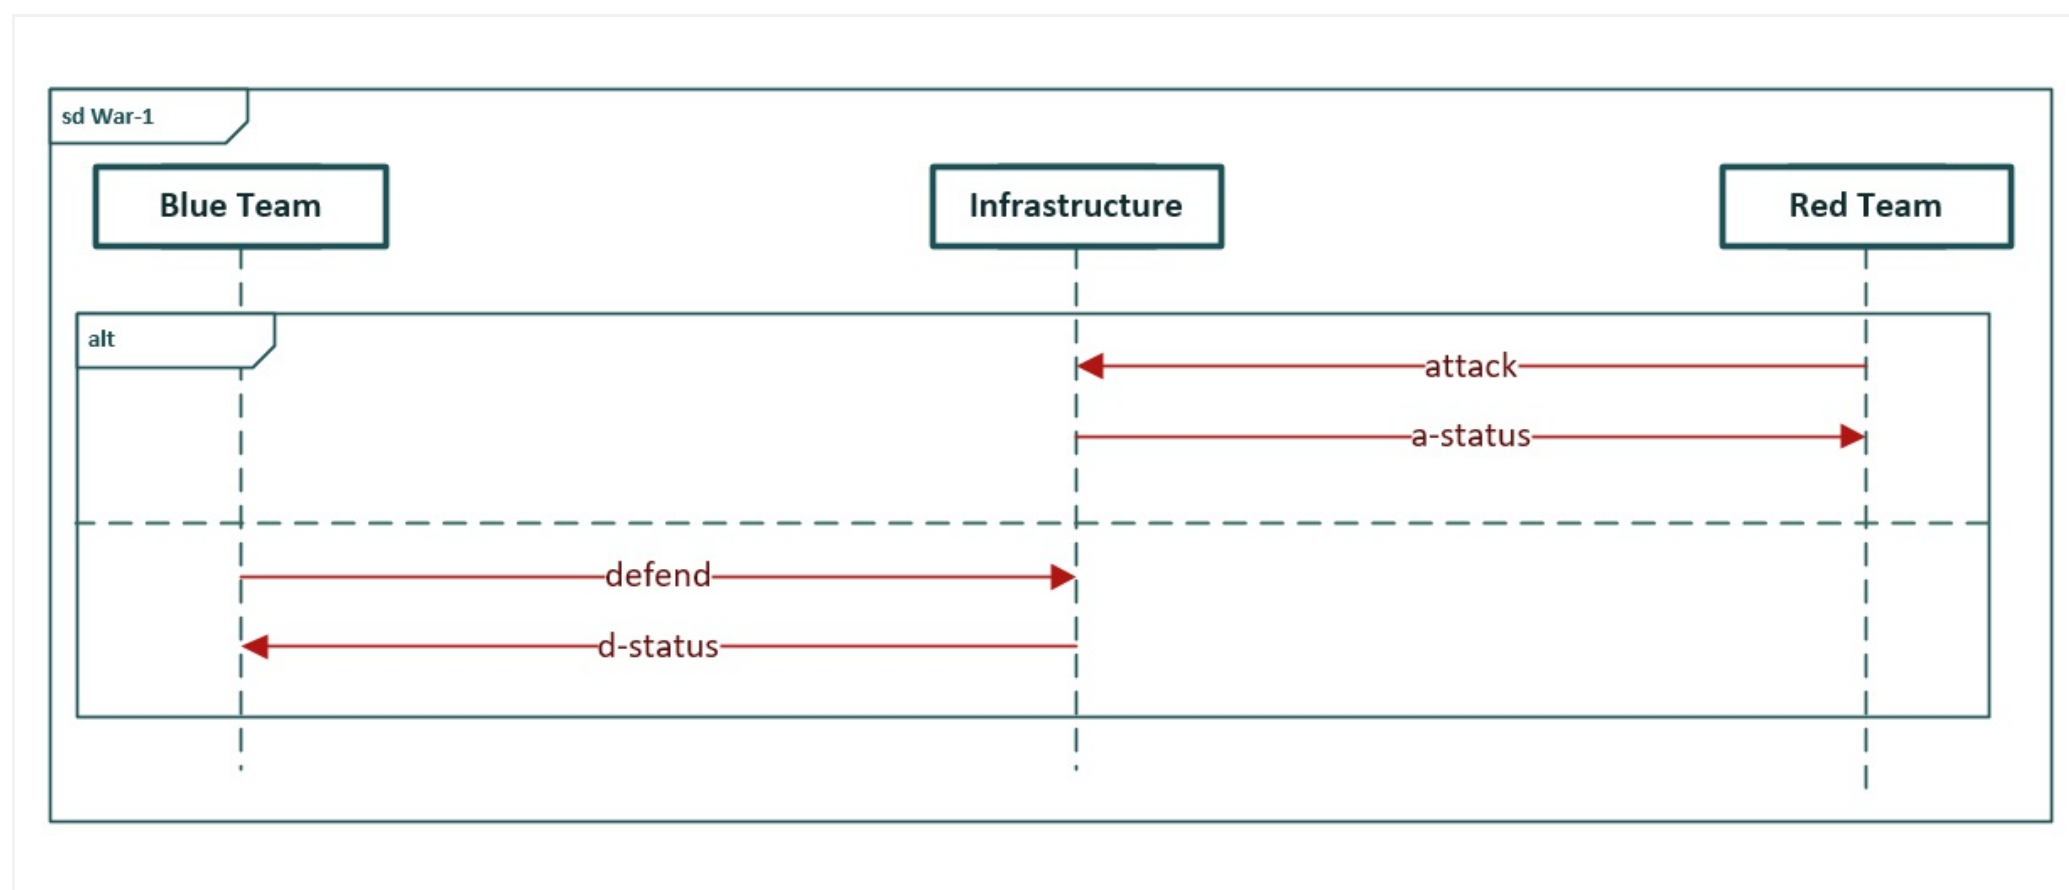 sd War-1
Blue Team
Infrastructure
Red Team
alt
attack
a-status
defend
d-status